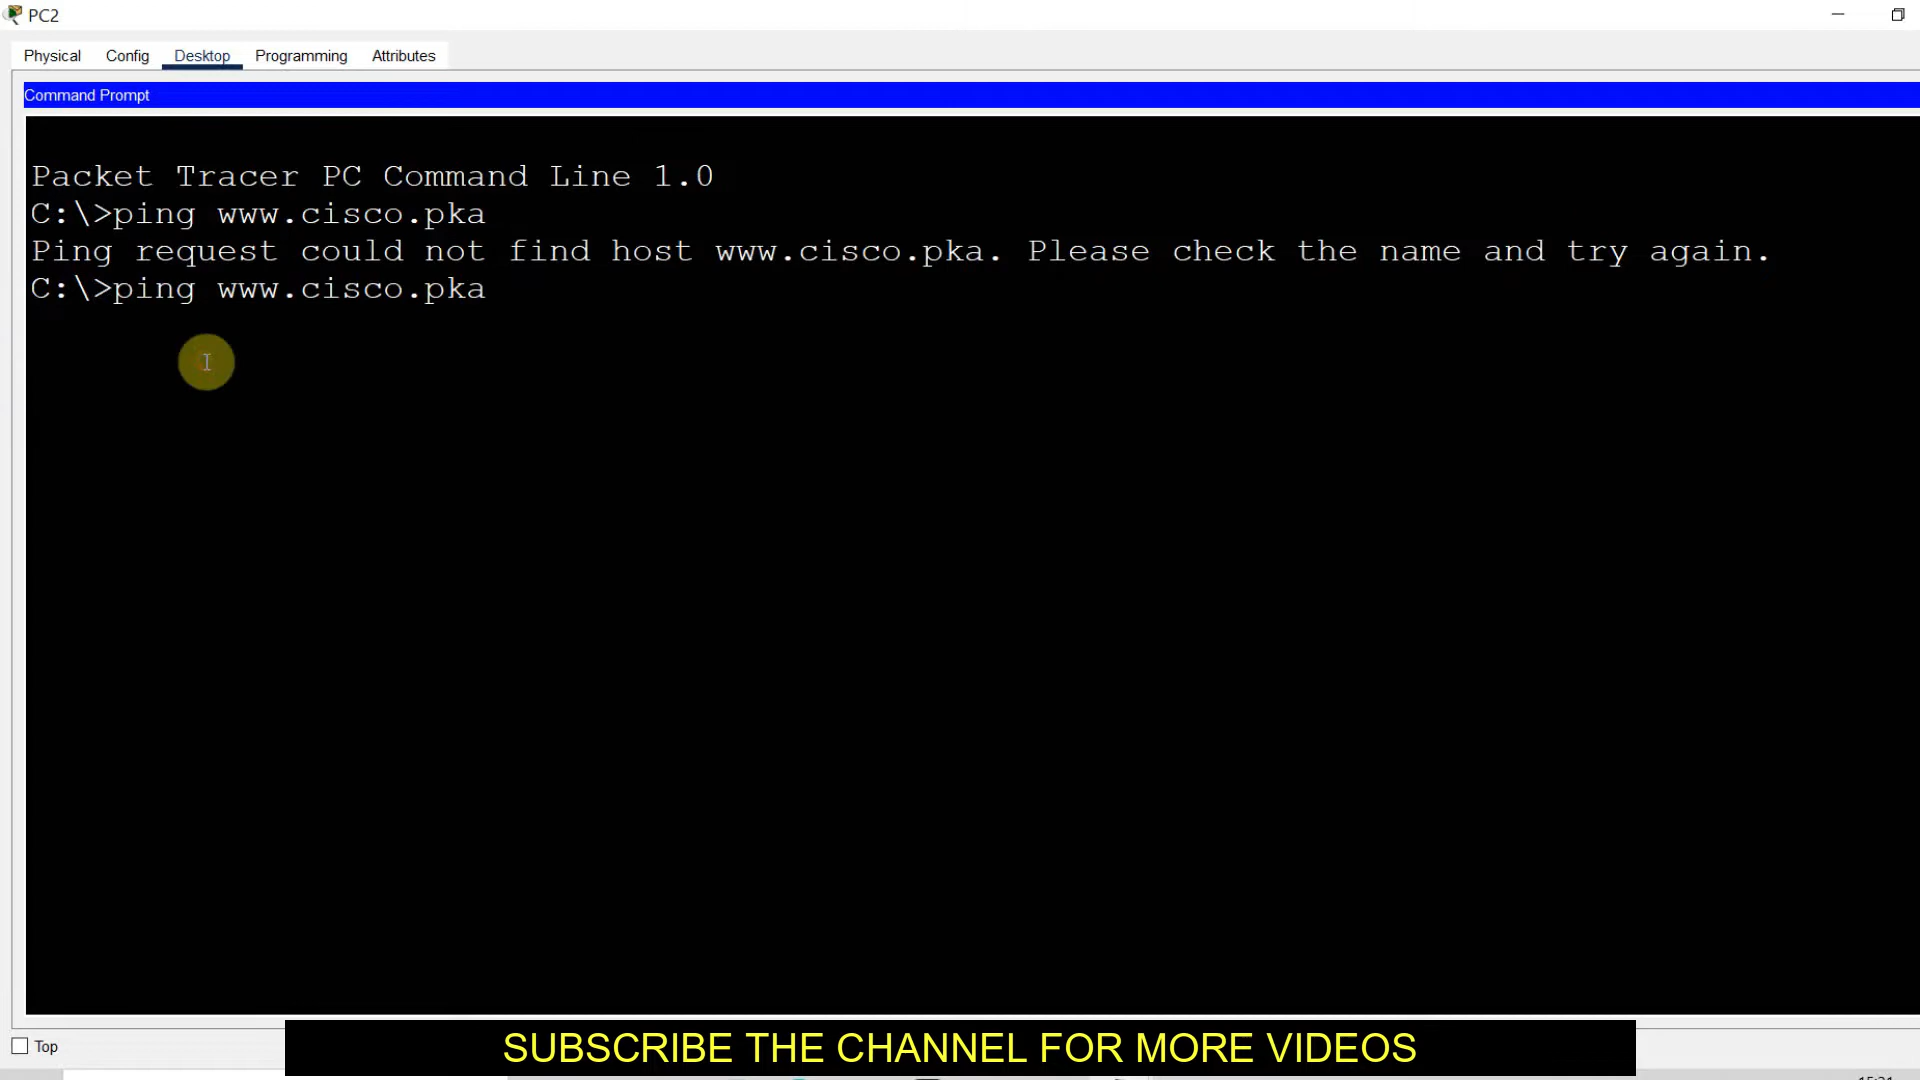 PC2
Physical Config Desktop Programming Attributes
Command Prompt
Packet Tracer PC Command Line 1.0
C:\>ping www.cisco.pka
Ping request could not find host www.cisco.pka. Please check the name and try again.
C:\>ping www.cisco.pka
Top
SUBSCRIBE THE CHANNEL FOR MORE VIDEOS